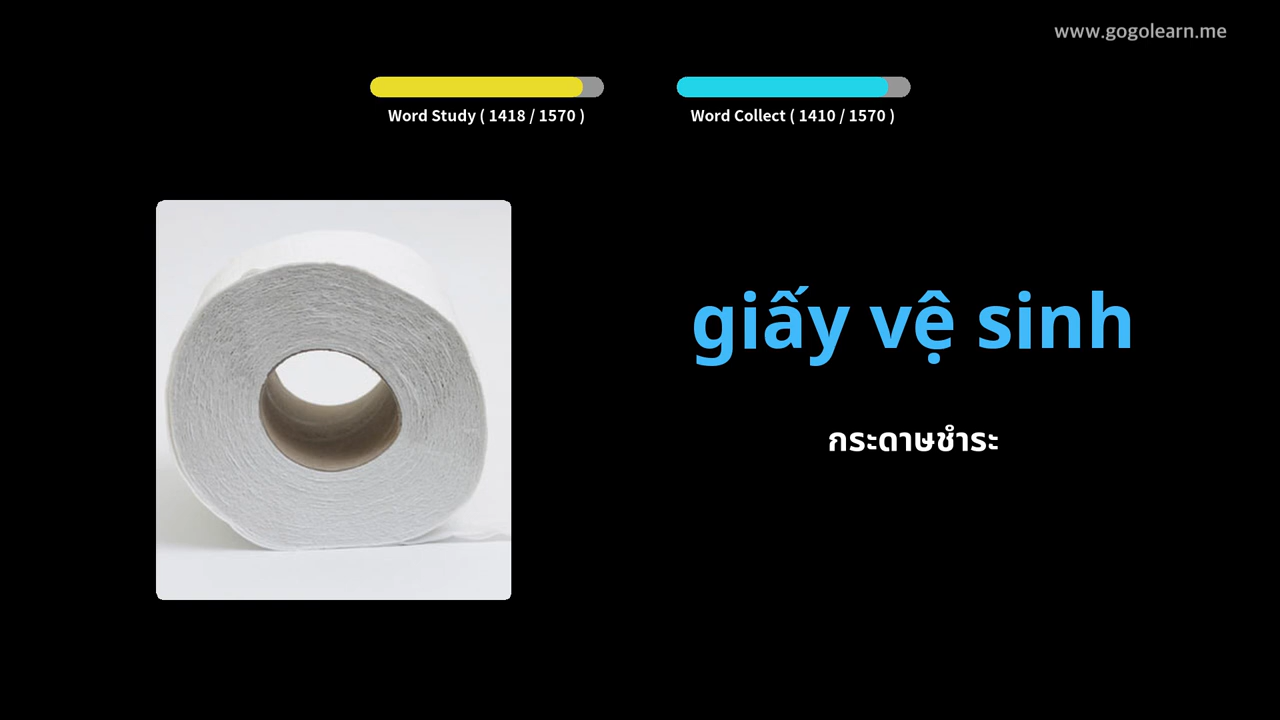 www.gogolearn.me
Word Study ( 1418 / 1570 )
Word Collect ( 1410 / 1570 )
giấy vệ sinh
กระดาษชำระ